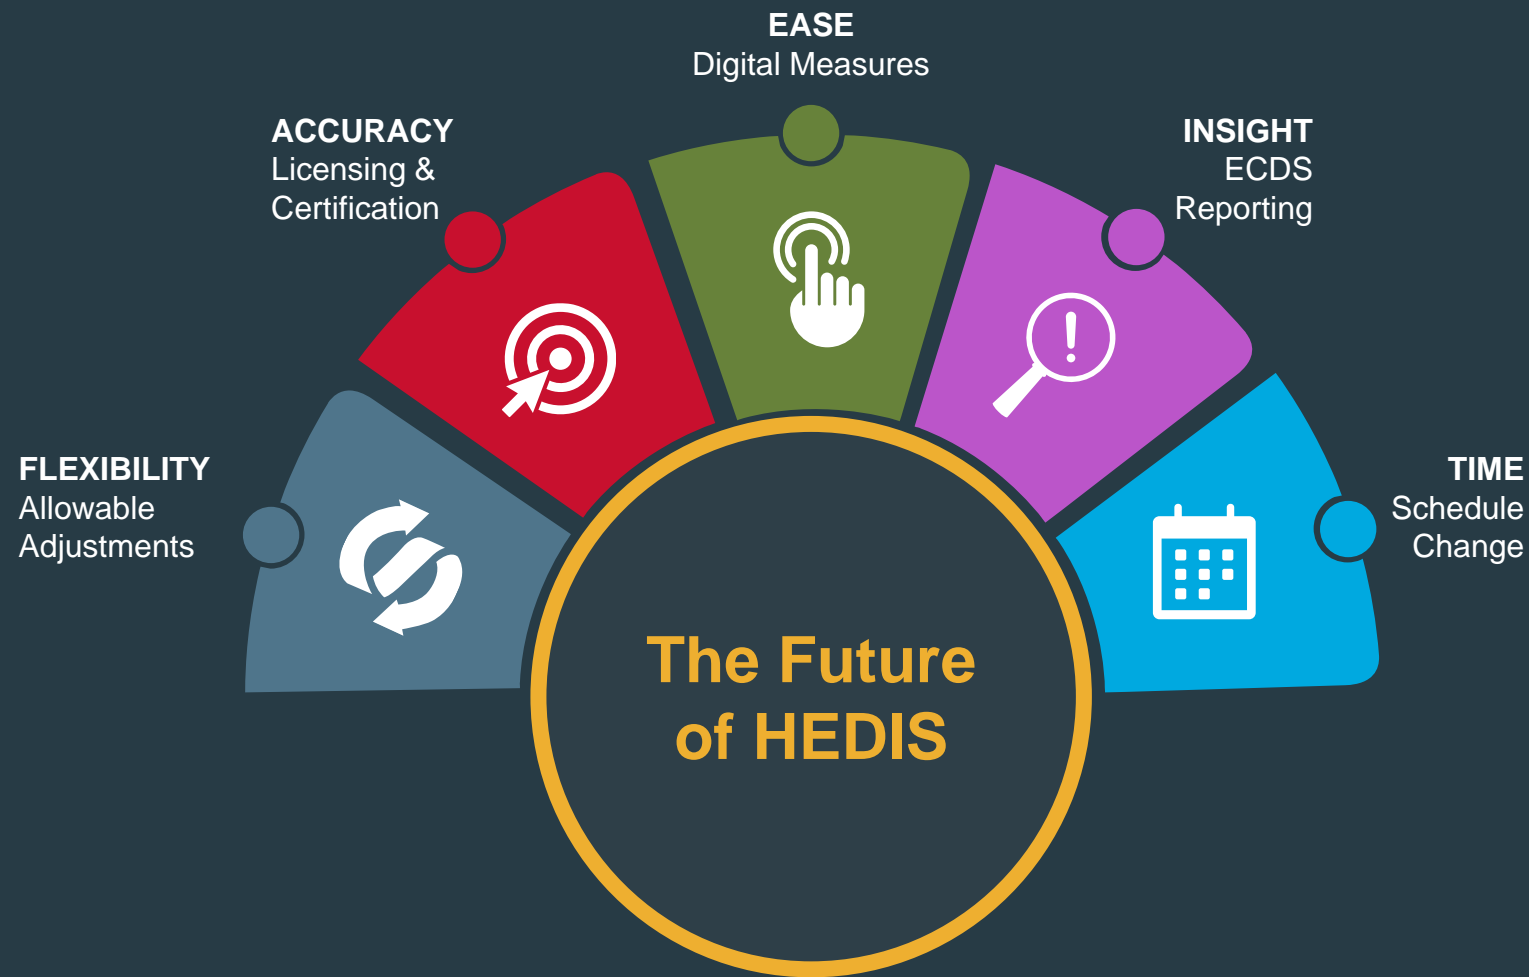 EASE
Digital Measures
ACCURACY
Licensing &
Certification
INSIGHT
ECDS
Reporting
FLEXIBILITY
Allowable
Adjustments
TIME
Schedule
Change
The Future
of HEDIS